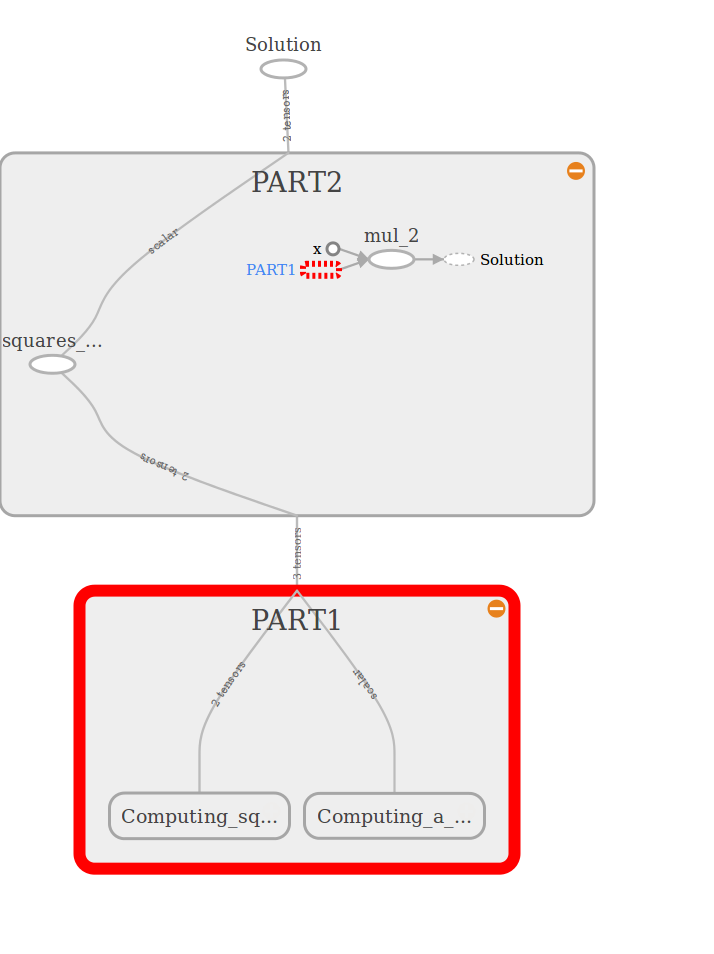 Solution
2 tensors
PART2
scalar
mul_2
x
PART1
Solution
squares_...
2 tensors
3 tensors
PART1
2 tensors
scalar
Computing_sq...
Computing_a_...